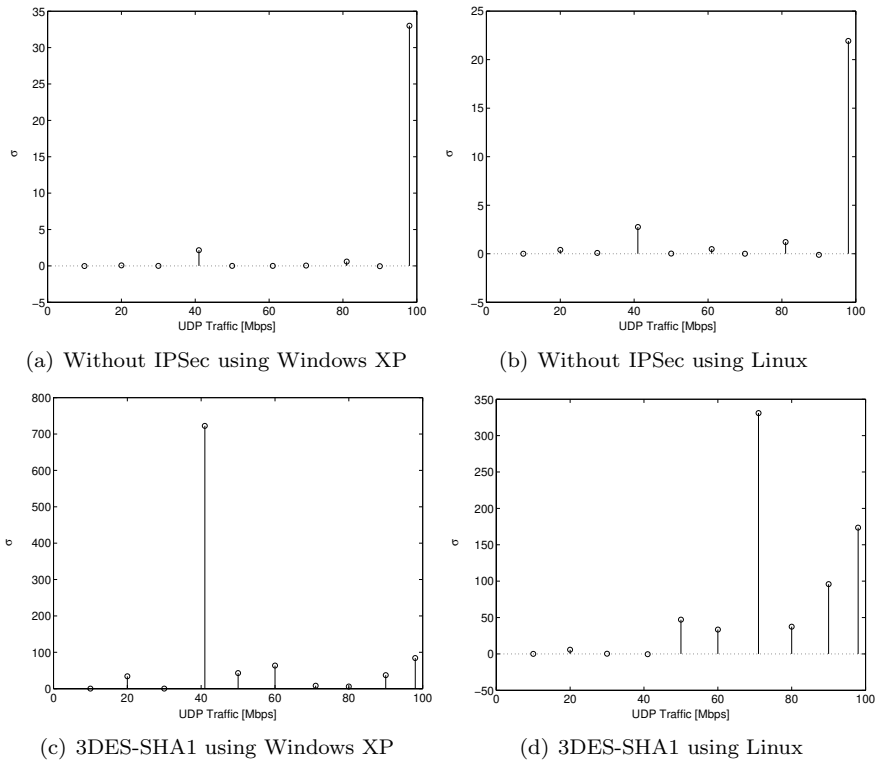 35
30
25
20
15
10
5
0
−5
σ
0 20 40 60 80 100
UDP Traffic [Mbps]
(a) Without IPSec using Windows XP
25
20
15
10
5
0
−5
σ
0 20 40 60 80 100
UDP Traffic [Mbps]
(b) Without IPSec using Linux
800
700
600
500
400
300
200
100
0
σ
0 20 40 60 80 100
UDP Traffic [Mbps]
(c) 3DES-SHA1 using Windows XP
350
300
250
200
150
100
50
0
−50
σ
0 20 40 60 80 100
UDP Traffic [Mbps]
(d) 3DES-SHA1 using Linux